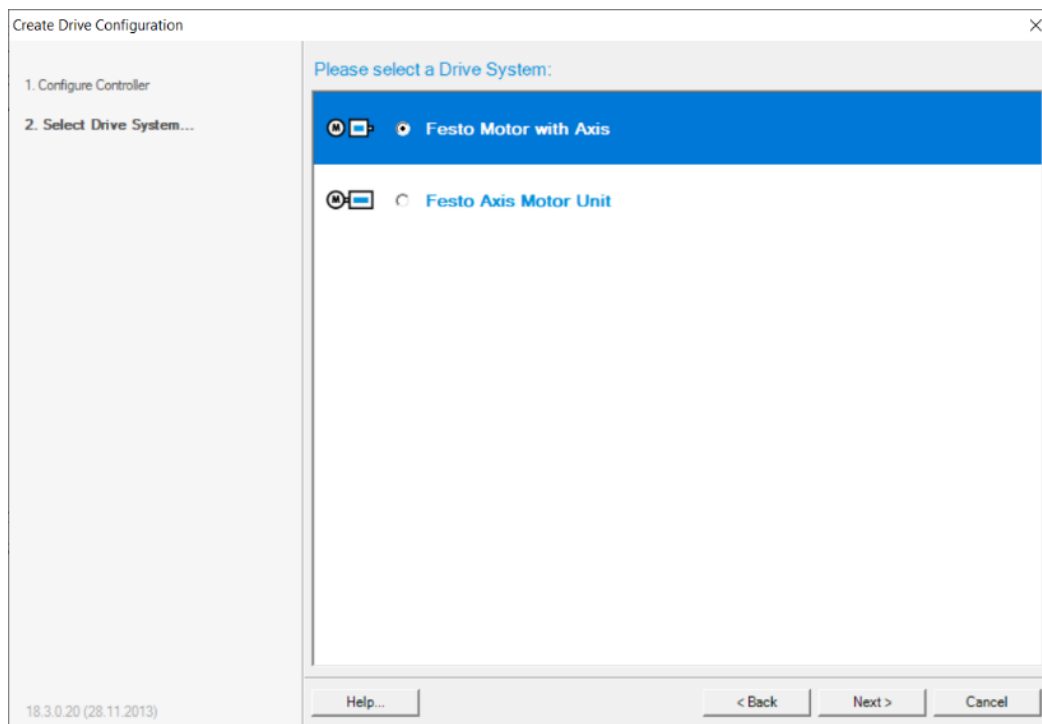 Create Drive Configuration
1. Configure Controller
2. Select Drive System...
Please select a Drive System:
M Festo Motor with Axis
M Festo Axis Motor Unit
18.3.0.20 (28.11.2013)
Help...
< Back
Next >
Cancel